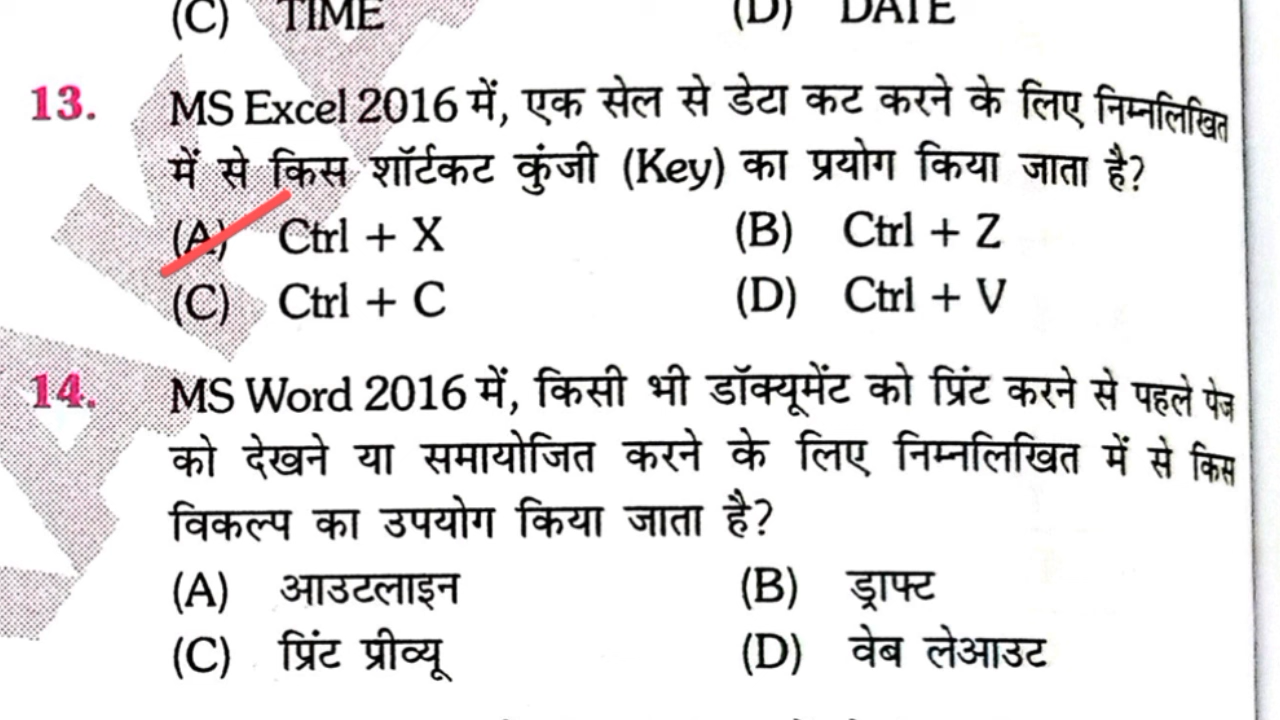 (C) TIME (D) DATE
13. MS Excel 2016 में, एक सेल से डेटा कट करने के लिए निम्नलिखित
में से किस शॉर्टकट कुंजी (Key) का प्रयोग किया जाता है?
(A) Ctrl + X (B) Ctrl + Z
(C) Ctrl + C (D) Ctrl + V
14. MS Word 2016 में, किसी भी डॉक्यूमेंट को प्रिंट करने से पहले पेज
को देखने या समायोजित करने के लिए निम्नलिखित में से किस
विकल्प का उपयोग किया जाता है?
(A) आउटलाइन (B) ड्राफ्ट
(C) प्रिंट प्रीव्यू (D) वेब लेआउट